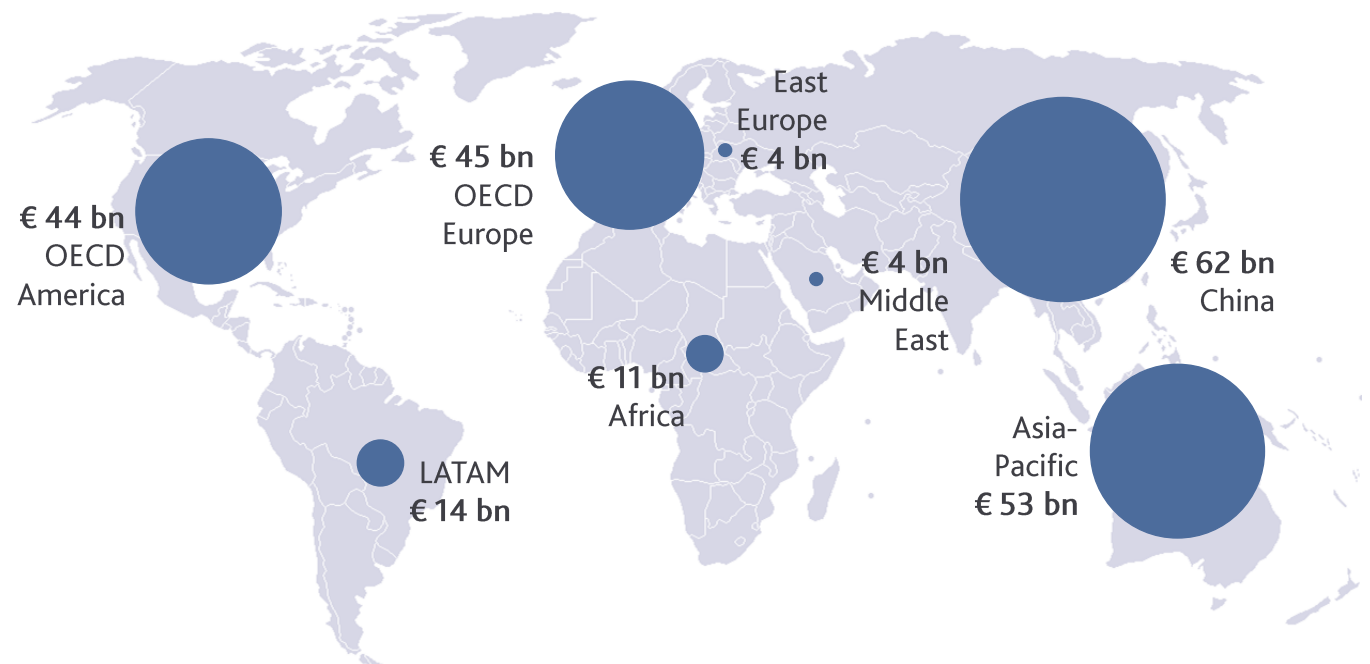 € 44 bn
OECD
America
€ 45 bn
OECD
Europe
East
Europe
€ 4 bn
€ 4 bn
Middle
East
€ 62 bn
China
€ 11 bn
Africa
LATAM
€ 14 bn
Asia-
Pacific
€ 53 bn